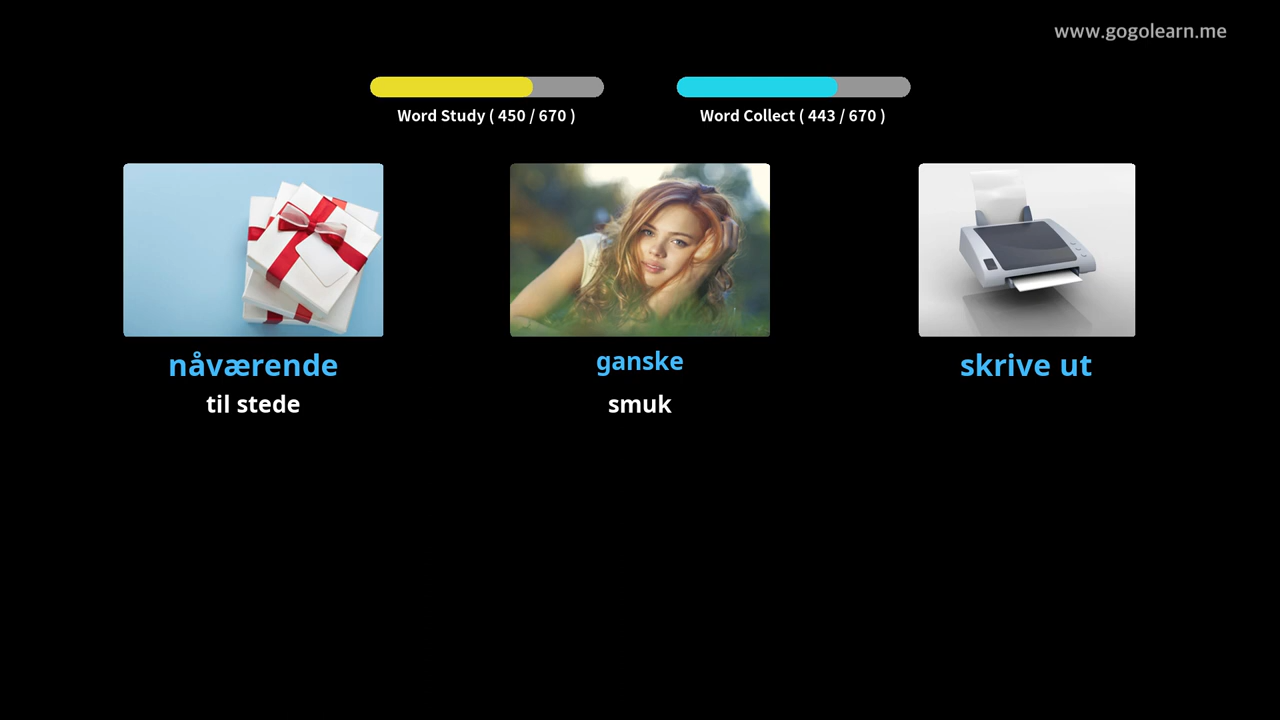 www.gogolearn.me
Word Study ( 450 / 670 )
Word Collect ( 443 / 670 )
nåværende
ganske
skrive ut
til stede
smuk